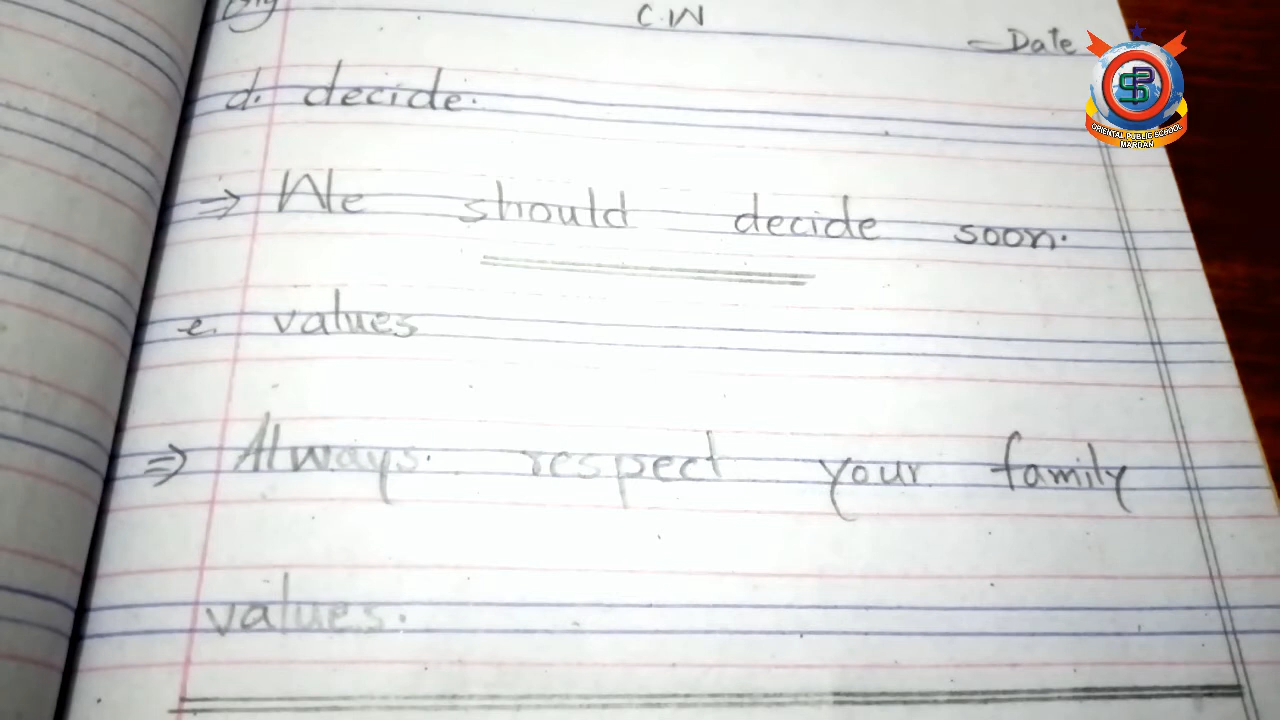 C.W
Date
d. decide.
⇒ We should decide soon.
e. values
⇒ Always. respect your family
values.
ORIENTAL PUBLIC SCHOOL
MARDAN